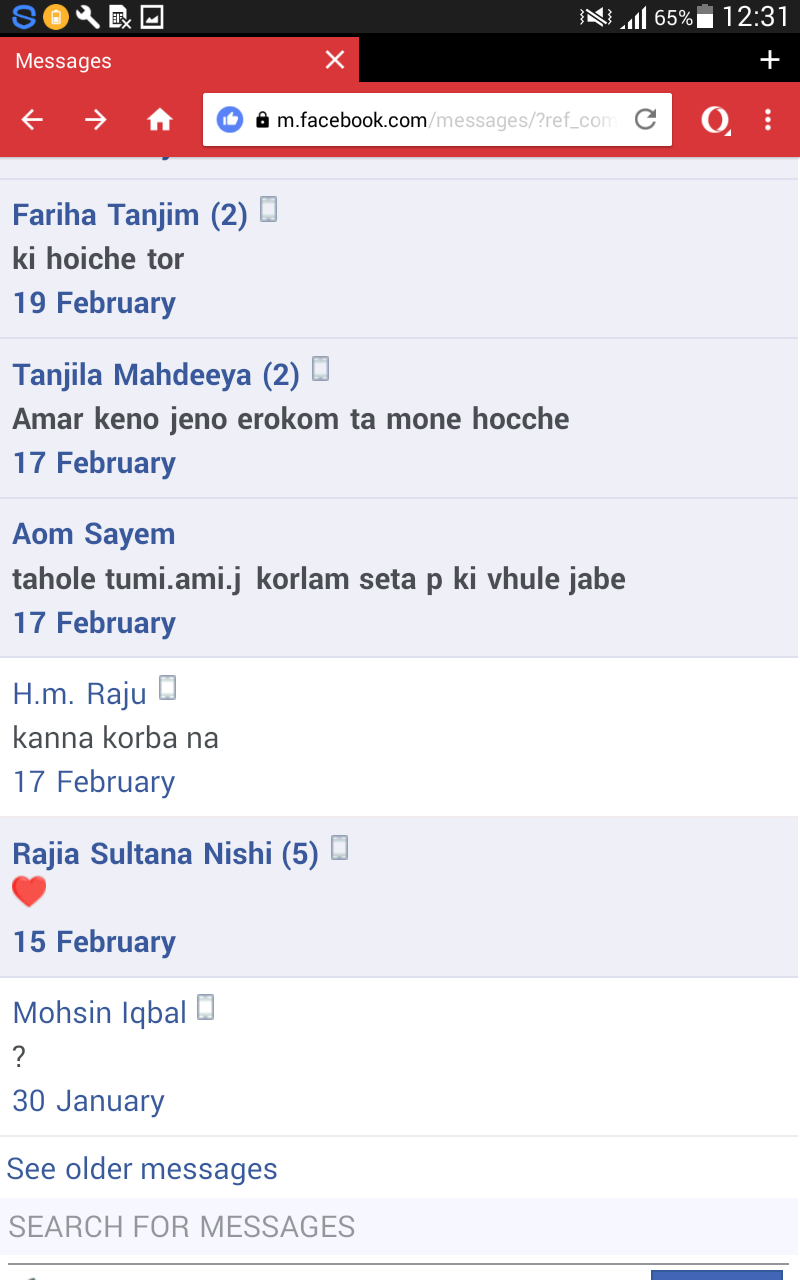 65% 12:31
Messages
m.facebook.com/messages/?ref_com
Fariha Tanjim (2)
ki hoiche tor
19 February
Tanjila Mahdeeya (2)
Amar keno jeno erokom ta mone hocche
17 February
Aom Sayem
tahole tumi.ami.j korlam seta p ki vhule jabe
17 February
H.m. Raju
kanna korba na
17 February
Rajia Sultana Nishi (5)
❤
15 February
Mohsin Iqbal
?
30 January
See older messages
SEARCH FOR MESSAGES